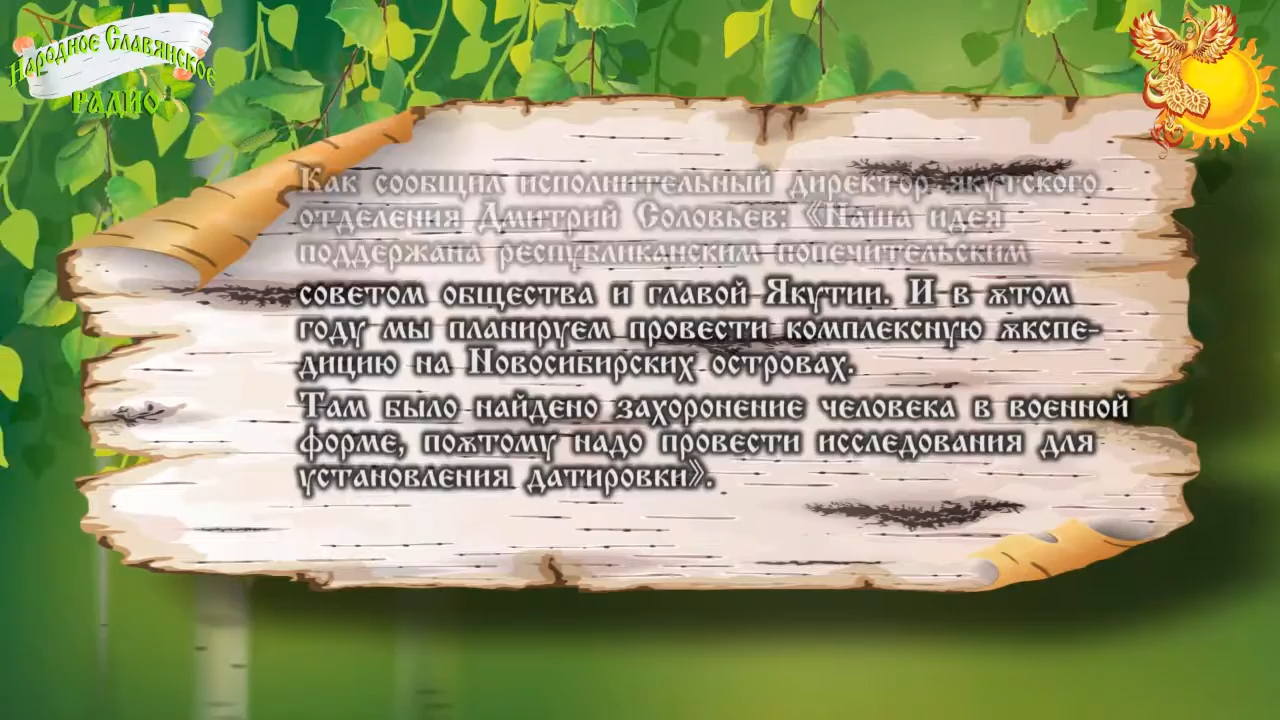 Народное Славянское
РАДИО
Как сообщил исполнительный директор якутского
отделения Дмитрий Соловьев: «Наша идея
поддержана республиканским попечительским
советом общества и главой Якутии. И в этом
году мы планируем провести комплексную экспе-
дицию на Новосибирских островах.
Там было найдено захоронение человека в военной
форме, поэтому надо провести исследования для
установления датировки».